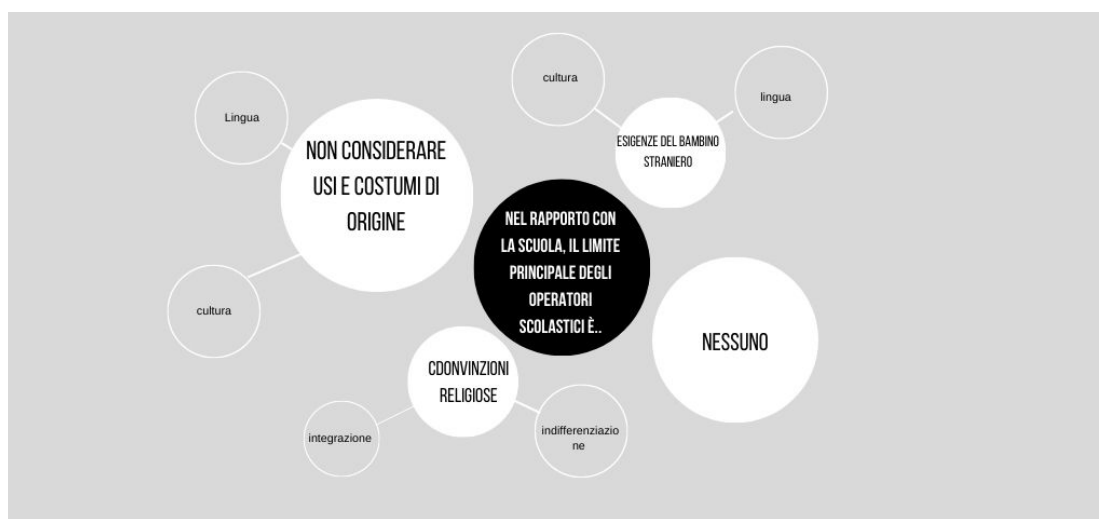 cultura
lingua
Lingua
ESIGENZE DEL BAMBINO
STRANIERO
NON CONSIDERARE
USI E COSTUMI DI
ORIGINE
NEL RAPPORTO CON
LA SCUOLA, IL LIMITE
PRINCIPALE DEGLI
OPERATORI
SCOLASTICI È..
cultura
NESSUNO
CDONVINZIONI
RELIGIOSE
integrazione
indifferenziazio
ne